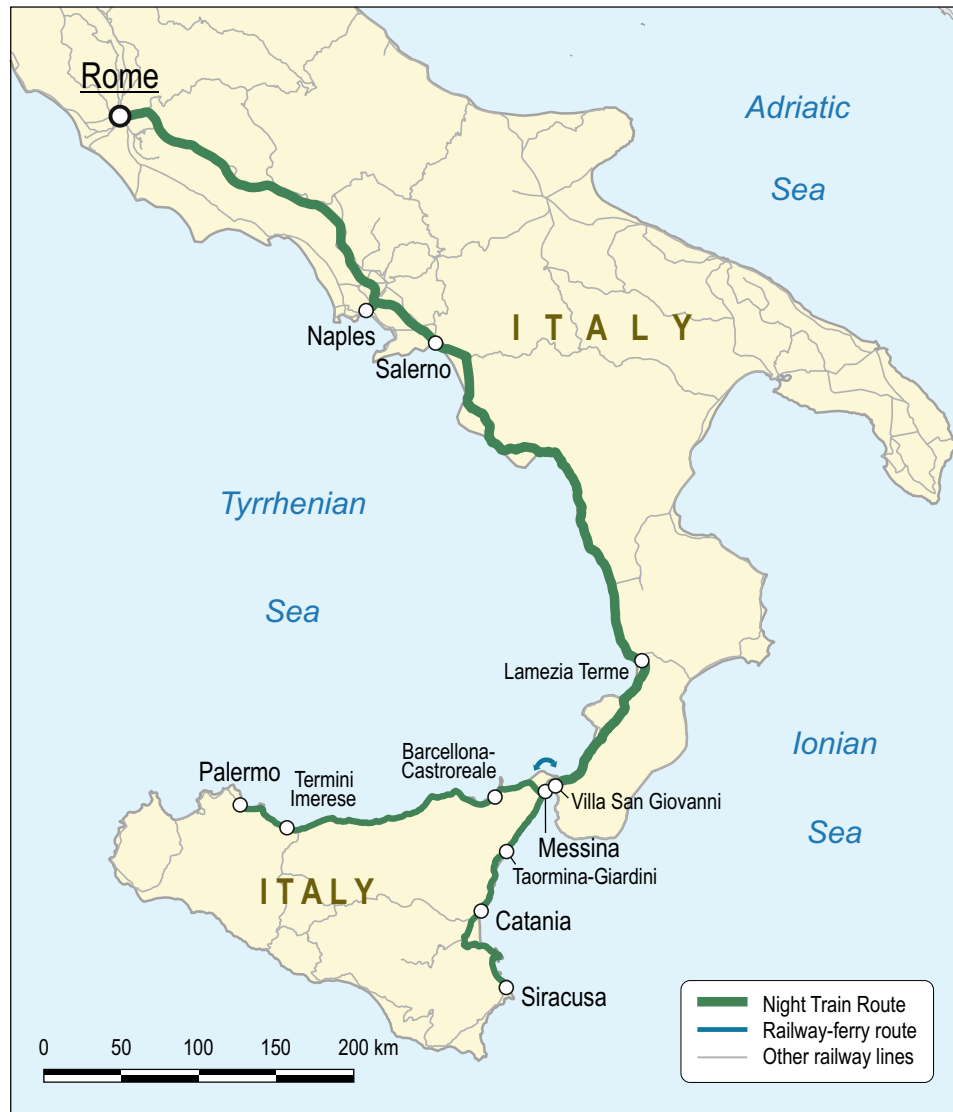 Rome
Adriatic
Sea
ITALY
Naples
Salerno
Tyrrhenian
Sea
Lamezia Terme
Ionian
Sea
Barcellona-
Castroreale
Palermo
Termini
Imerese
Villa San Giovanni
Messina
Taormina-Giardini
ITALY
Catania
Siracusa
Night Train Route
Railway-ferry route
Other railway lines
0 50 100 150 200 km